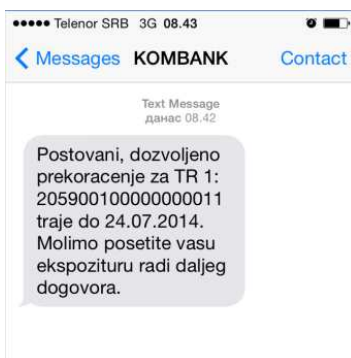 Telenor SRB 3G 08.43
Messages KOMBANK Contact
Text Message
данас 08.42
Postovani, dozvoljeno
prekoracenje za TR 1:
205900100000000011
traje do 24.07.2014.
Molimo posetite vasu
ekspozituru radi daljeg
dogovora.